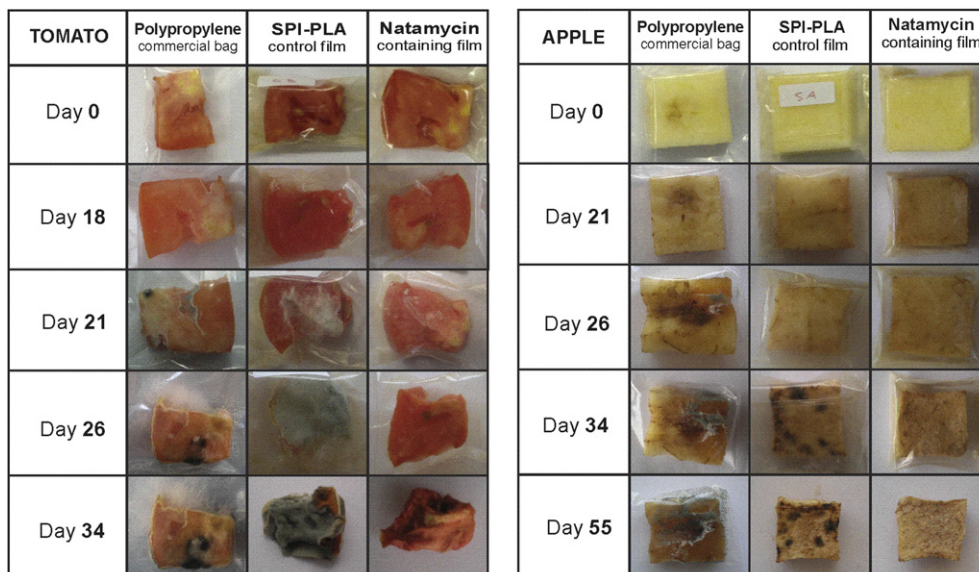 TOMATO
Polypropylene
commercial bag
SPI-PLA
control film
Natamycin
containing film
Day 0
Day 18
Day 21
Day 26
Day 34
APPLE
Polypropylene
commercial bag
SPI-PLA
control film
Natamycin
containing film
Day 0
SA
Day 21
Day 26
Day 34
Day 55